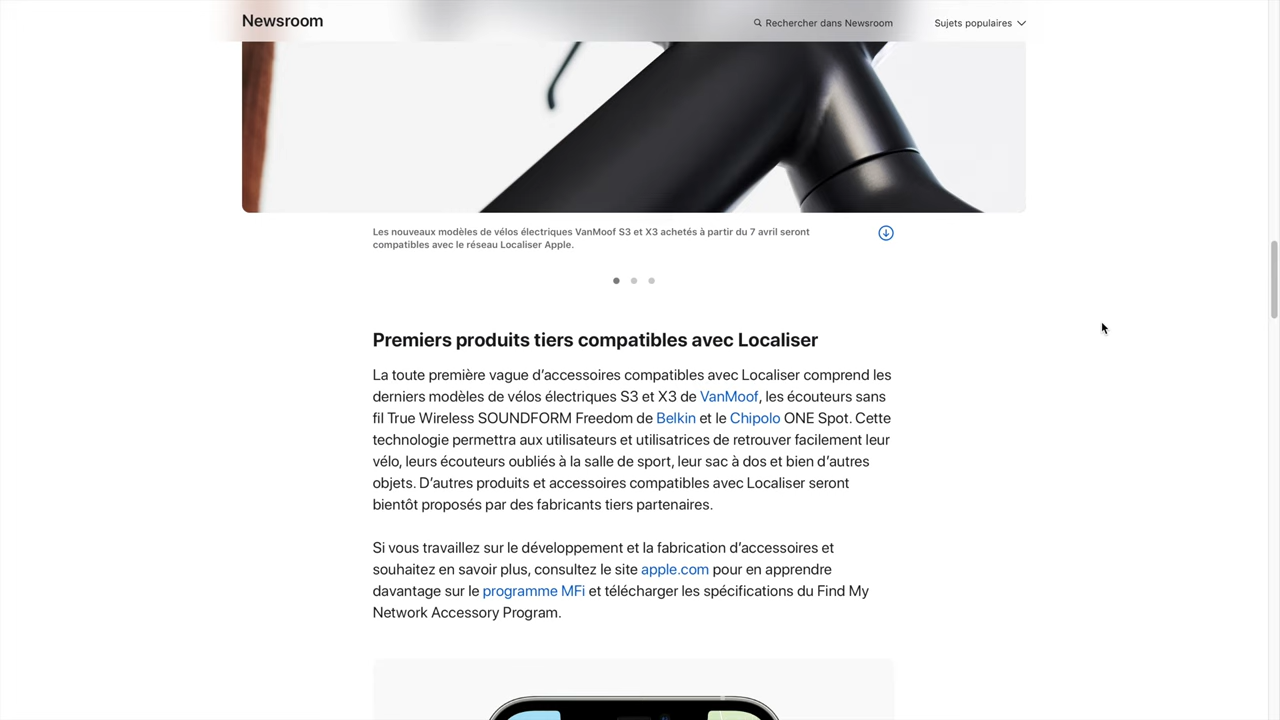 Newsroom
Rechercher dans Newsroom
Sujets populaires
Les nouveaux modèles de vélos électriques VanMoof S3 et X3 achetés à partir du 7 avril seront
compatibles avec le réseau Localiser Apple.
Premiers produits tiers compatibles avec Localiser
La toute première vague d’accessoires compatibles avec Localiser comprend les
derniers modèles de vélos électriques S3 et X3 de VanMoof, les écouteurs sans
fil True Wireless SOUNDFORM Freedom de Belkin et le Chipolo ONE Spot. Cette
technologie permettra aux utilisateurs et utilisatrices de retrouver facilement leur
vélo, leurs écouteurs oubliés à la salle de sport, leur sac à dos et bien d’autres
objets. D’autres produits et accessoires compatibles avec Localiser seront
bientôt proposés par des fabricants tiers partenaires.
Si vous travaillez sur le développement et la fabrication d’accessoires et
souhaitez en savoir plus, consultez le site apple.com pour en apprendre
davantage sur le programme MFi et télécharger les spécifications du Find My
Network Accessory Program.